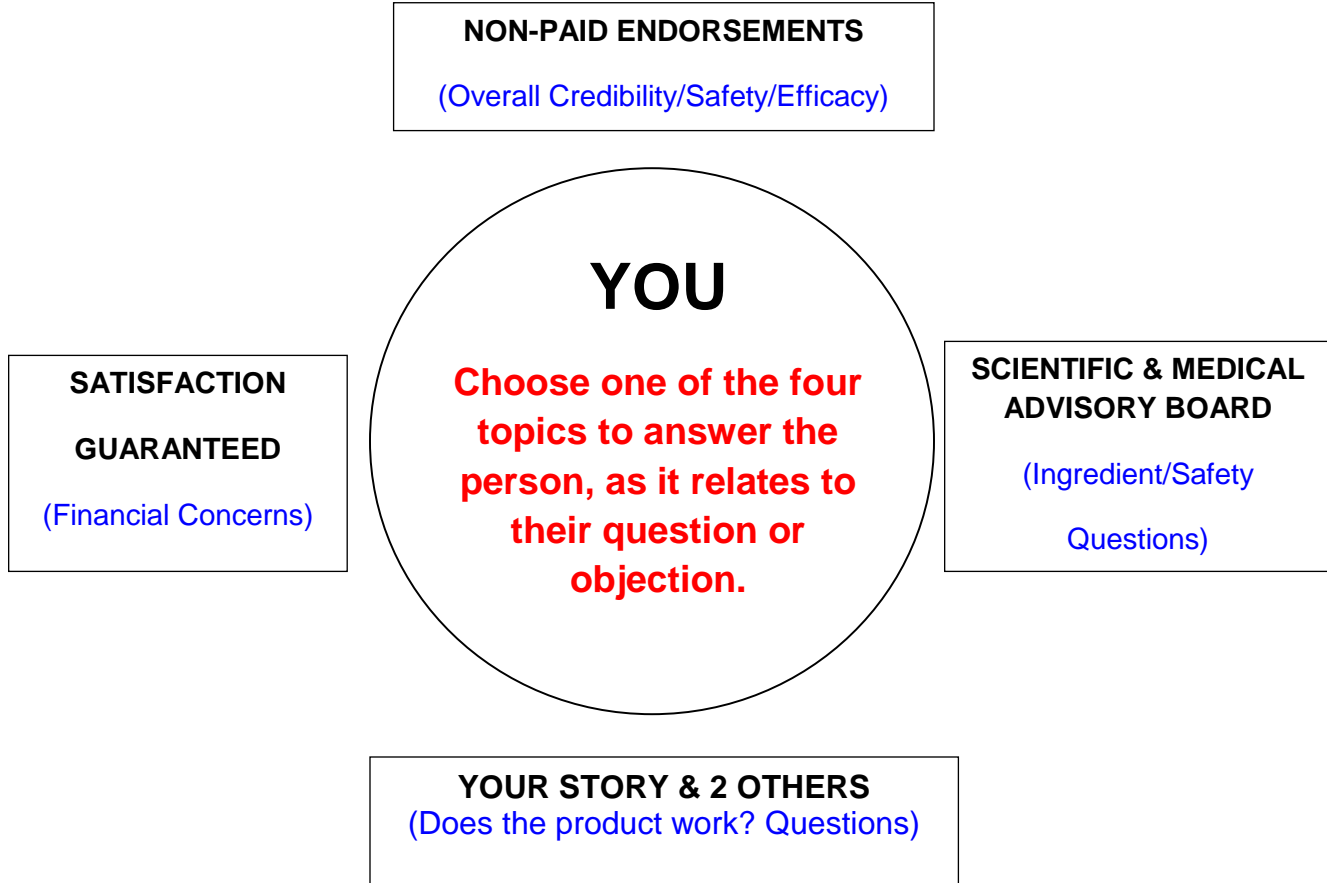 NON-PAID ENDORSEMENTS
(Overall Credibility/Safety/Efficacy)
YOU
Choose one of the four
topics to answer the
person, as it relates to
their question or
objection.
SATISFACTION
GUARANTEED
(Financial Concerns)
SCIENTIFIC & MEDICAL
ADVISORY BOARD
(Ingredient/Safety
Questions)
YOUR STORY & 2 OTHERS
(Does the product work? Questions)